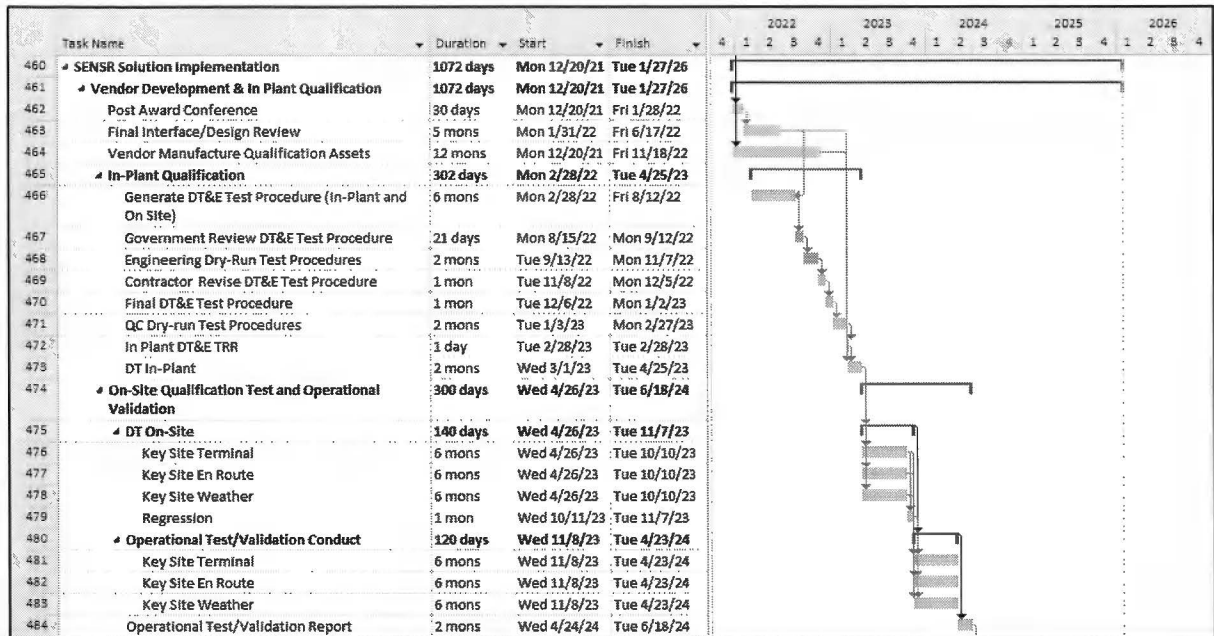 2022 2023 2024 2025 2026
Task Name Duration Start Finish 4 1 2 3 4 1 2 3 4 1 2 3 4 1 2 3 4 1 2 3 4
460 SENSR Solution Implementation 1072 days Mon 12/20/21 Tue 1/27/26
461 Vendor Development & In Plant Qualification 1072 days Mon 12/20/21 Tue 1/27/26
462 Post Award Conference 30 days Mon 12/20/21 Fri 1/28/22
463 Final Interface/Design Review 5 mons Mon 1/31/22 Fri 6/17/22
464 Vendor Manufacture Qualification Assets 12 mons Mon 12/20/21 Fri 11/18/22
465 In-Plant Qualification 302 days Mon 2/28/22 Tue 4/25/23
466 Generate DT&E Test Procedure (In-Plant and 6 mons Mon 2/28/22 Fri 8/12/22
On Site)
467 Government Review DT&E Test Procedure 21 days Mon 8/15/22 Mon 9/12/22
468 Engineering Dry-Run Test Procedures 2 mons Tue 9/13/22 Mon 11/7/22
469 Contractor Revise DT&E Test Procedure 1 mon Tue 11/8/22 Mon 12/5/22
470 Final DT&E Test Procedure 1 mon Tue 12/6/22 Mon 1/2/23
471 QC Dry-run Test Procedures 2 mons Tue 1/3/23 Mon 2/27/23
472 In Plant DT&E TRR 1 day Tue 2/28/23 Tue 2/28/23
473 DT In-Plant 2 mons Wed 3/1/23 Tue 4/25/23
474 On-Site Qualification Test and Operational 300 days Wed 4/26/23 Tue 6/18/24
Validation
475 DT On-Site 140 days Wed 4/26/23 Tue 11/7/23
476 Key Site Terminal 6 mons Wed 4/26/23 Tue 10/10/23
477 Key Site En Route 6 mons Wed 4/26/23 Tue 10/10/23
478 Key Site Weather 6 mons Wed 4/26/23 Tue 10/10/23
479 Regression 1 mon Wed 10/11/23 Tue 11/7/23
480 Operational Test/Validation Conduct 120 days Wed 11/8/23 Tue 4/23/24
481 Key Site Terminal 6 mons Wed 11/8/23 Tue 4/23/24
482 Key Site En Route 6 mons Wed 11/8/23 Tue 4/23/24
483 Key Site Weather 6 mons Wed 11/8/23 Tue 4/23/24
484 Operational Test/Validation Report 2 mons Wed 4/24/24 Tue 6/18/24